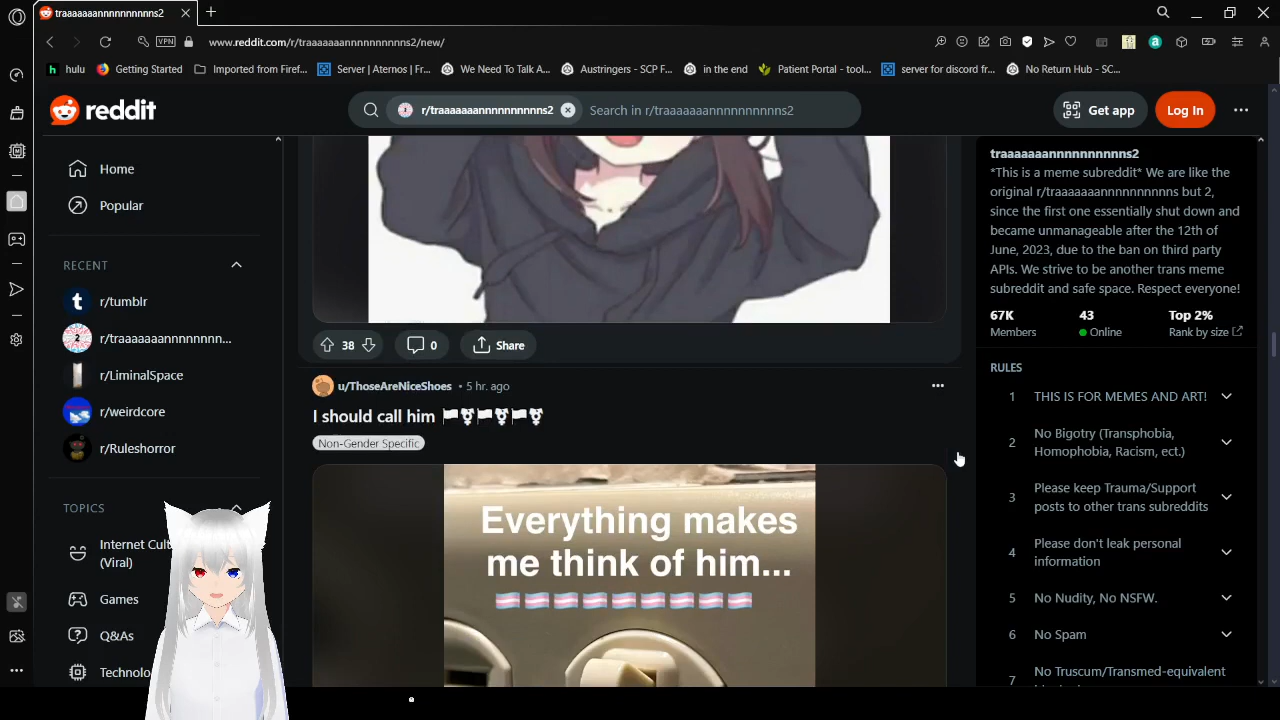 traaaaaaannnnnnnnnns2
VPN
www.reddit.com/r/traaaaaaannnnnnnnnns2/new/
hulu
Getting Started
Imported from Firef...
Server | Aternos | Fr...
We Need To Talk A...
Austringers - SCP F...
in the end
Patient Portal - tool...
server for discord fr...
No Return Hub - SC...
reddit
r/traaaaaaannnnnnnnnns2
Search in r/traaaaaaannnnnnnnnns2
Get app
Log In
Home
Popular
RECENT
r/tumblr
r/traaaaaaannnnnnn...
r/LiminalSpace
r/weirdcore
r/Ruleshorror
TOPICS
Internet Cul
(Viral)
Games
Q&As
Technolo
38
0
Share
u/ThoseAreNiceShoes • 5 hr. ago
I should call him 🏳⚧🏳⚧🏳⚧
Non-Gender Specific
Everything makes
me think of him...
🏳️‍⚧️🏳️‍⚧️🏳️‍⚧️🏳️‍⚧️🏳️‍⚧️🏳️‍⚧️🏳️‍⚧️🏳️‍⚧️🏳️‍⚧️
traaaaaaannnnnnnnnns2
*This is a meme subreddit* We are like the
original r/traaaaaaannnnnnnnnns but 2,
since the first one essentially shut down and
became unmanageable after the 12th of
June, 2023, due to the ban on third party
APIs. We strive to be another trans meme
subreddit and safe space. Respect everyone!
67K
Members
43
Online
Top 2%
Rank by size
RULES
1 THIS IS FOR MEMES AND ART!
2 No Bigotry (Transphobia,
Homophobia, Racism, ect.)
3 Please keep Trauma/Support
posts to other trans subreddits
4 Please don't leak personal
information
5 No Nudity, No NSFW.
6 No Spam
7 No Truscum/Transmed-equivalent